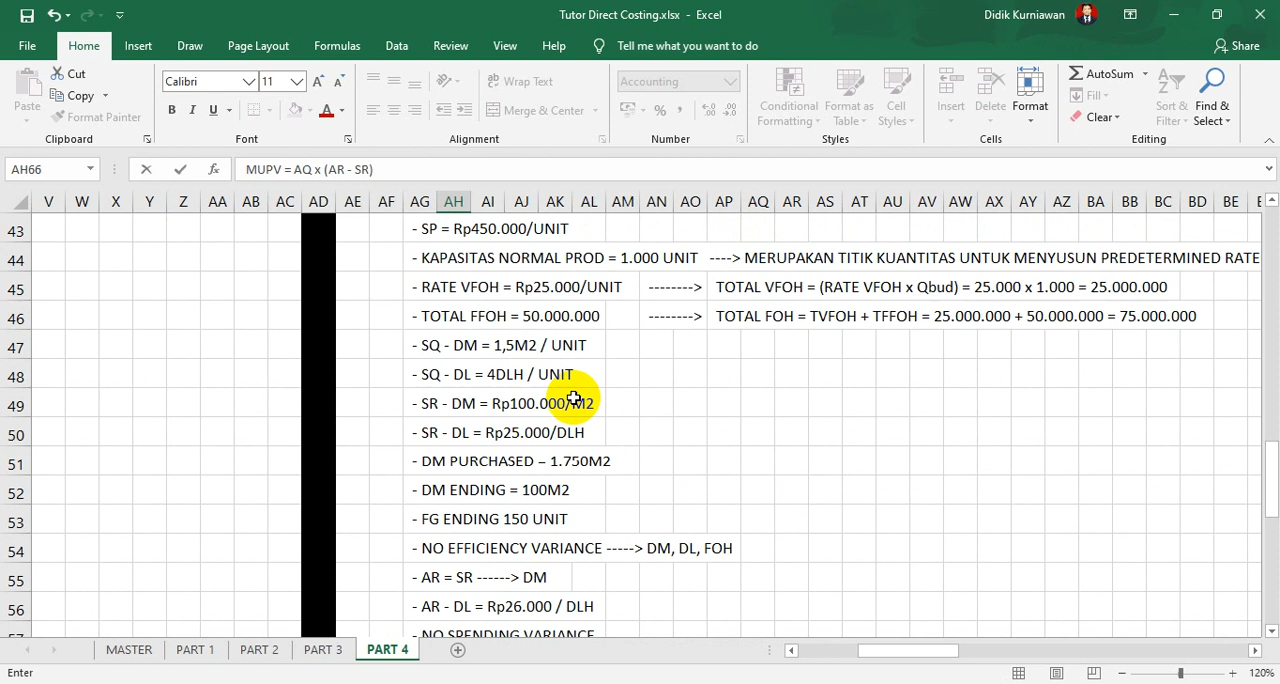 Tutor Direct Costing.xlsx - Excel
Didik Kurniawan
File Home Insert Draw Page Layout Formulas Data Review View Help Tell me what you want to do Share
Paste
Cut
Copy
Format Painter
Clipboard
Calibri 11
B I U
Font
Wrap Text
Merge & Center
Alignment
Accounting
Number
Conditional Formatting
Format as Table
Cell Styles
Styles
Insert Delete Format
Cells
AutoSum
Fill
Clear
Sort & Filter
Find & Select
Editing
AH66 fx MUPV = AQ x (AR - SR)
V W X Y Z AA AB AC AD AE AF AG AH AI AJ AK AL AM AN AO AP AQ AR AS AT AU AV AW AX AY AZ BA BB BC BD BE
43 - SP = Rp450.000/UNIT
44 - KAPASITAS NORMAL PROD = 1.000 UNIT ----> MERUPAKAN TITIK KUANTITAS UNTUK MENYUSUN PREDETERMINED RATE
45 - RATE VFOH = Rp25.000/UNIT --------> TOTAL VFOH = (RATE VFOH x Qbud) = 25.000 x 1.000 = 25.000.000
46 - TOTAL FFOH = 50.000.000 --------> TOTAL FOH = TVFOH + TFFOH = 25.000.000 + 50.000.000 = 75.000.000
47 - SQ - DM = 1,5M2 / UNIT
48 - SQ - DL = 4DLH / UNIT
49 - SR - DM = Rp100.000/M2
50 - SR - DL = Rp25.000/DLH
51 - DM PURCHASED = 1.750M2
52 - DM ENDING = 100M2
53 - FG ENDING 150 UNIT
54 - NO EFFICIENCY VARIANCE -----> DM, DL, FOH
55 - AR = SR ------> DM
56 - AR - DL = Rp26.000 / DLH
57 - NO SPENDING VARIANCE
MASTER PART 1 PART 2 PART 3 PART 4
Enter 120%